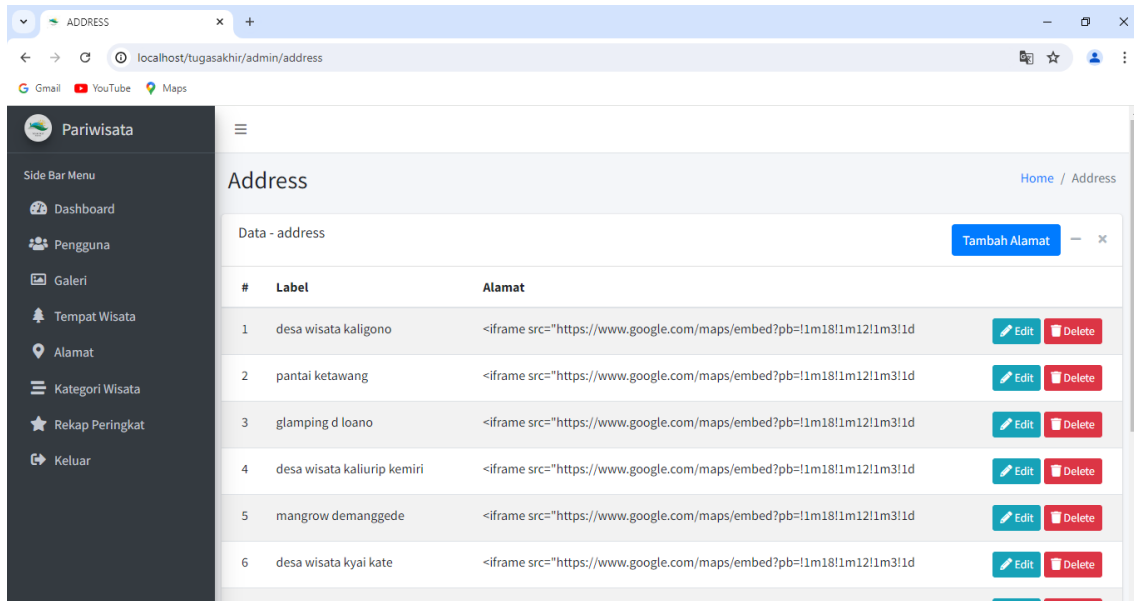 ADDRESS
localhost/tugasakhir/admin/address
Gmail YouTube Maps
Pariwisata
Side Bar Menu
Dashboard
Pengguna
Galeri
Tempat Wisata
Alamat
Kategori Wisata
Rekap Peringkat
Keluar
Address
Home / Address
Data - address
Tambah Alamat
# Label Alamat
1 desa wisata kaligono <iframe src="https://www.google.com/maps/embed?pb=!1m18!1m12!1m3!1d Edit Delete
2 pantai ketawang <iframe src="https://www.google.com/maps/embed?pb=!1m18!1m12!1m3!1d Edit Delete
3 glamping d loano <iframe src="https://www.google.com/maps/embed?pb=!1m18!1m12!1m3!1d Edit Delete
4 desa wisata kaliurip kemiri <iframe src="https://www.google.com/maps/embed?pb=!1m18!1m12!1m3!1d Edit Delete
5 mangrow demanggede <iframe src="https://www.google.com/maps/embed?pb=!1m18!1m12!1m3!1d Edit Delete
6 desa wisata kyai kate <iframe src="https://www.google.com/maps/embed?pb=!1m18!1m12!1m3!1d Edit Delete